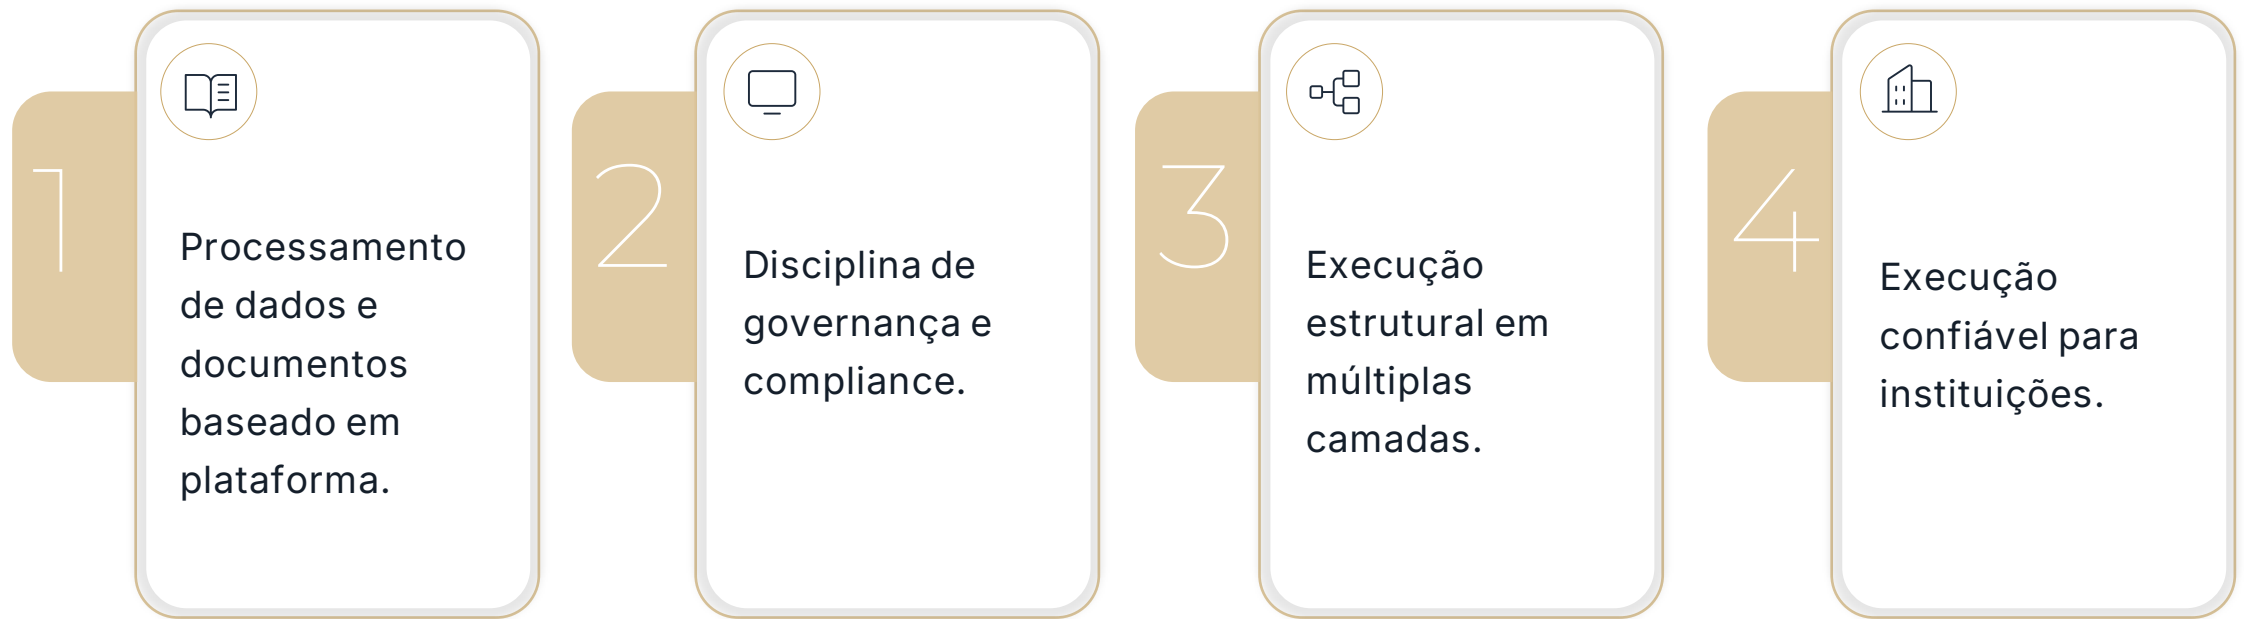 1
Processamento
de dados e
documentos
baseado em
plataforma.
2
Disciplina de
governança e
compliance.
3
Execução
estrutural em
múltiplas
camadas.
4
Execução
confiável para
instituições.